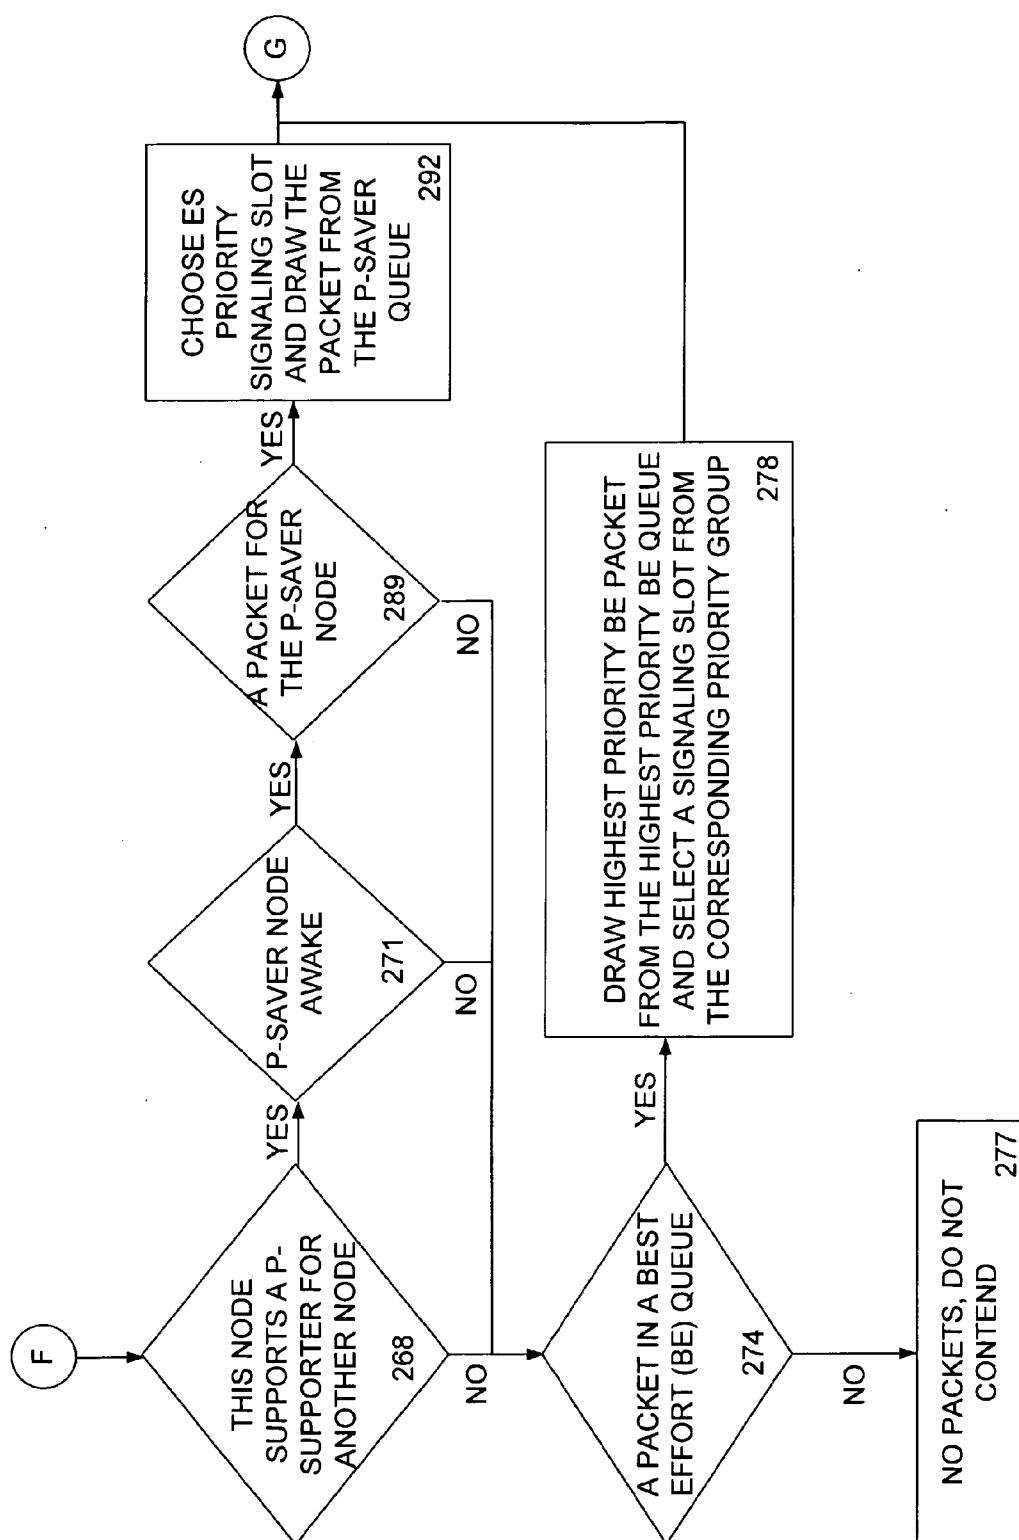 F
THIS NODE
SUPPORTS A P-
SUPPORTER FOR
ANOTHER NODE
268
YES
NO
P-SAVER NODE
AWAKE
271
YES
NO
A PACKET FOR
THE P-SAVER
NODE
289
YES
NO
CHOOSE ES
PRIORITY
SIGNALING SLOT
AND DRAW THE
PACKET FROM
THE P-SAVER
QUEUE
292
G
A PACKET IN A BEST
EFFORT (BE) QUEUE
274
YES
NO
DRAW HIGHEST PRIORITY BE PACKET
FROM THE HIGHEST PRIORITY BE QUEUE
AND SELECT A SIGNALING SLOT FROM
THE CORRESPONDING PRIORITY GROUP
278
NO PACKETS, DO NOT
CONTEND
277